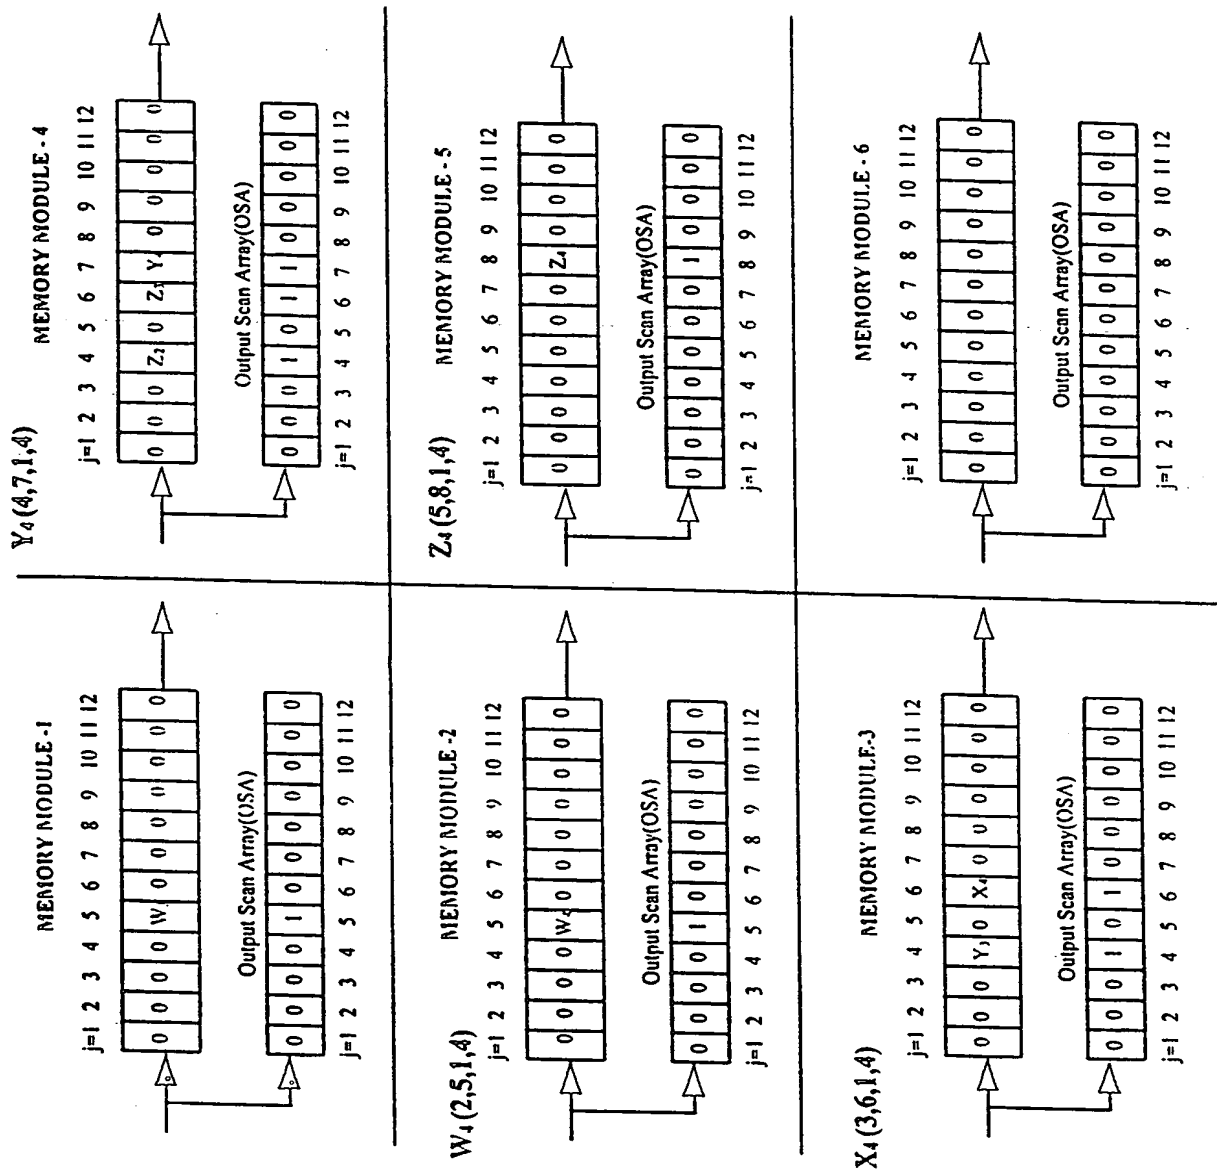 MEMORY MODULE -1
j=1 2 3 4 5 6 7 8 9 10 11 12
0 0 0 0 W 0 0 0 0 0 0 0
Output Scan Array(OSA)
0 0 0 0 1 0 0 0 0 0 0 0
j=1 2 3 4 5 6 7 8 9 10 11 12
W4 (2,5,1,4)
MEMORY MODULE -2
j=1 2 3 4 5 6 7 8 9 10 11 12
0 0 0 0 W4 0 0 0 0 0 0 0
Output Scan Array(OSA)
0 0 0 0 1 0 0 0 0 0 0 0
j=1 2 3 4 5 6 7 8 9 10 11 12
X4 (3,6,1,4)
MEMORY MODULE-3
j=1 2 3 4 5 6 7 8 9 10 11 12
0 0 0 Y3 0 X4 0 0 0 0 0 0
Output Scan Array(OSA)
0 0 0 1 0 1 0 0 0 0 0 0
j=1 2 3 4 5 6 7 8 9 10 11 12
Y4 (4,7,1,4)
MEMORY MODULE - 4
j=1 2 3 4 5 6 7 8 9 10 11 12
0 0 0 Z2 0 Z3 Y4 0 0 0 0 0
Output Scan Array(OSA)
0 0 0 1 0 1 1 0 0 0 0 0
j=1 2 3 4 5 6 7 8 9 10 11 12
Z4 (5,8,1,4)
MEMORY MODULE - 5
j=1 2 3 4 5 6 7 8 9 10 11 12
0 0 0 0 0 0 0 Z4 0 0 0 0
Output Scan Array(OSA)
0 0 0 0 0 0 0 1 0 0 0 0
j=1 2 3 4 5 6 7 8 9 10 11 12
MEMORY MODULE - 6
j=1 2 3 4 5 6 7 8 9 10 11 12
0 0 0 0 0 0 0 0 0 0 0 0
Output Scan Array(OSA)
0 0 0 0 0 0 0 0 0 0 0 0
j=1 2 3 4 5 6 7 8 9 10 11 12